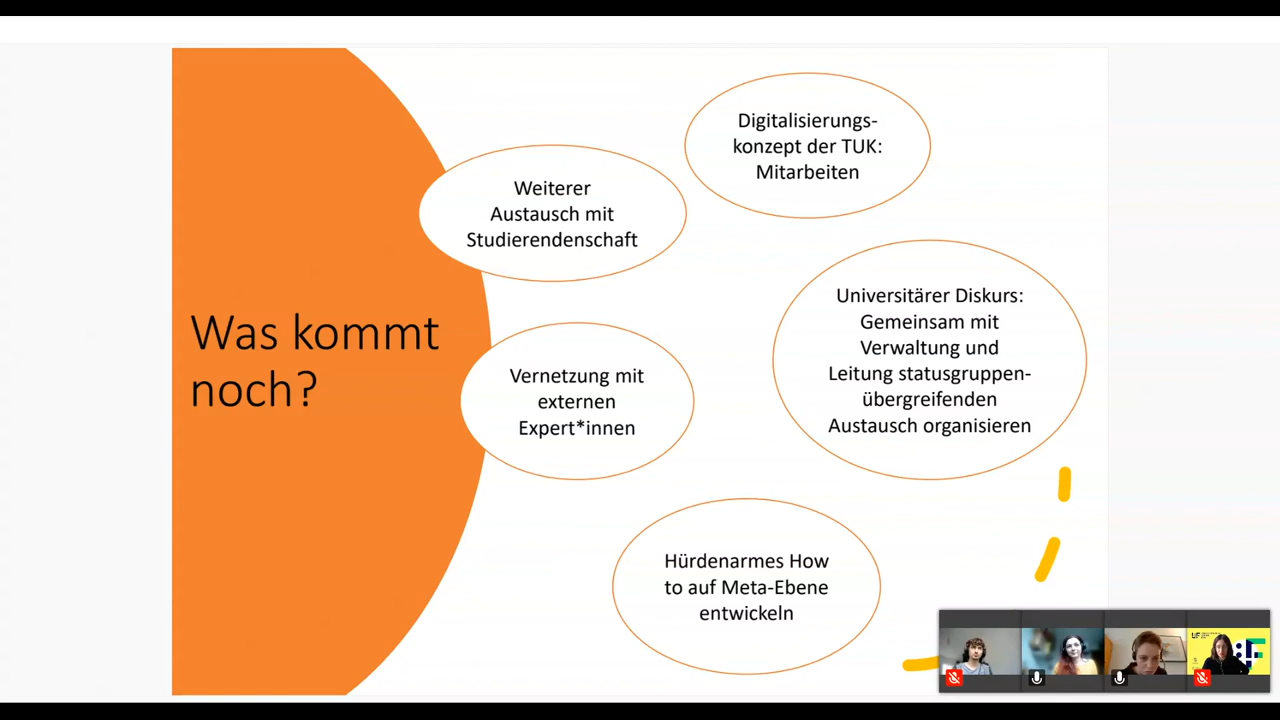 Was kommt
noch?
Weiterer
Austausch mit
Studierendenschaft
Digitalisierungs-
konzept der TUK:
Mitarbeiten
Vernetzung mit
externen
Expert*innen
Universitärer Diskurs:
Gemeinsam mit
Verwaltung und
Leitung statusgruppen-
übergreifenden
Austausch organisieren
Hürdenarmes How
to auf Meta-Ebene
entwickeln